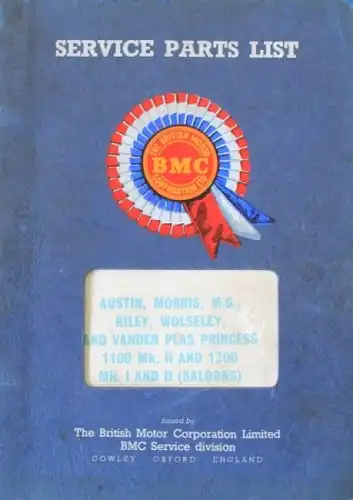 SERVICE PARTS LIST
THE BRITISH MOTOR
BMC
CORPORATION LTD
AUSTIN, MORRIS, M.G.,
RILEY, WOLSELEY,
AND VANDEN PLAS PRINCESS
1100 Mk. II AND 1300
Mk. I AND II (SALOONS)
Issued by
The British Motor Corporation Limited
BMC Service division
COWLEY OXFORD ENGLAND